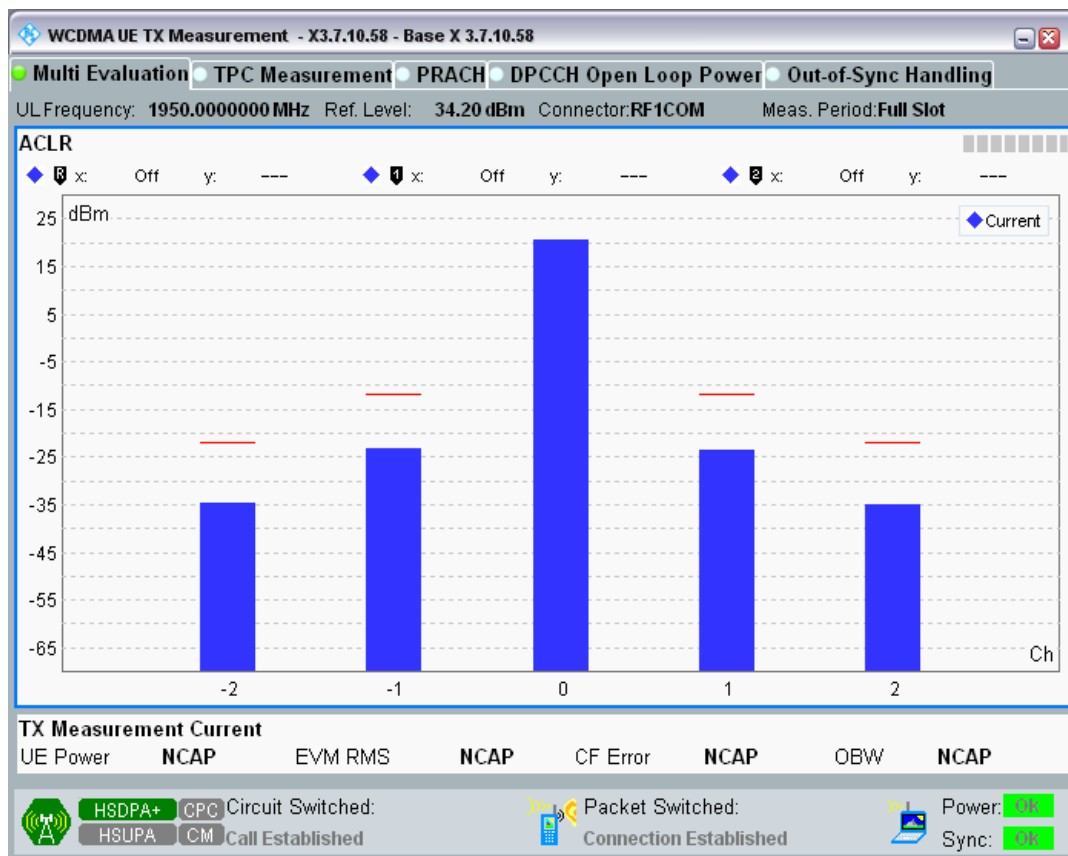 WCDMA UE TX Measurement - X3.7.10.58 - Base X 3.7.10.58
Multi Evaluation TPC Measurement PRACH DPCCH Open Loop Power Out-of-Sync Handling
UL Frequency: 1950.0000000 MHz Ref. Level: 34.20 dBm Connector:RF1COM Meas. Period:Full Slot
ACLR
R x: Off y: --- 1 x: Off y: --- 2 x: Off y: ---
dBm
Current
25
15
5
-5
-15
-25
-35
-45
-55
-65
Ch
-2 -1 0 1 2
TX Measurement Current
UE Power NCAP EVM RMS NCAP CF Error NCAP OBW NCAP
HSDPA+ CPC Circuit Switched: Packet Switched: Power: OK
HSUPA CM Call Established Connection Established Sync: OK